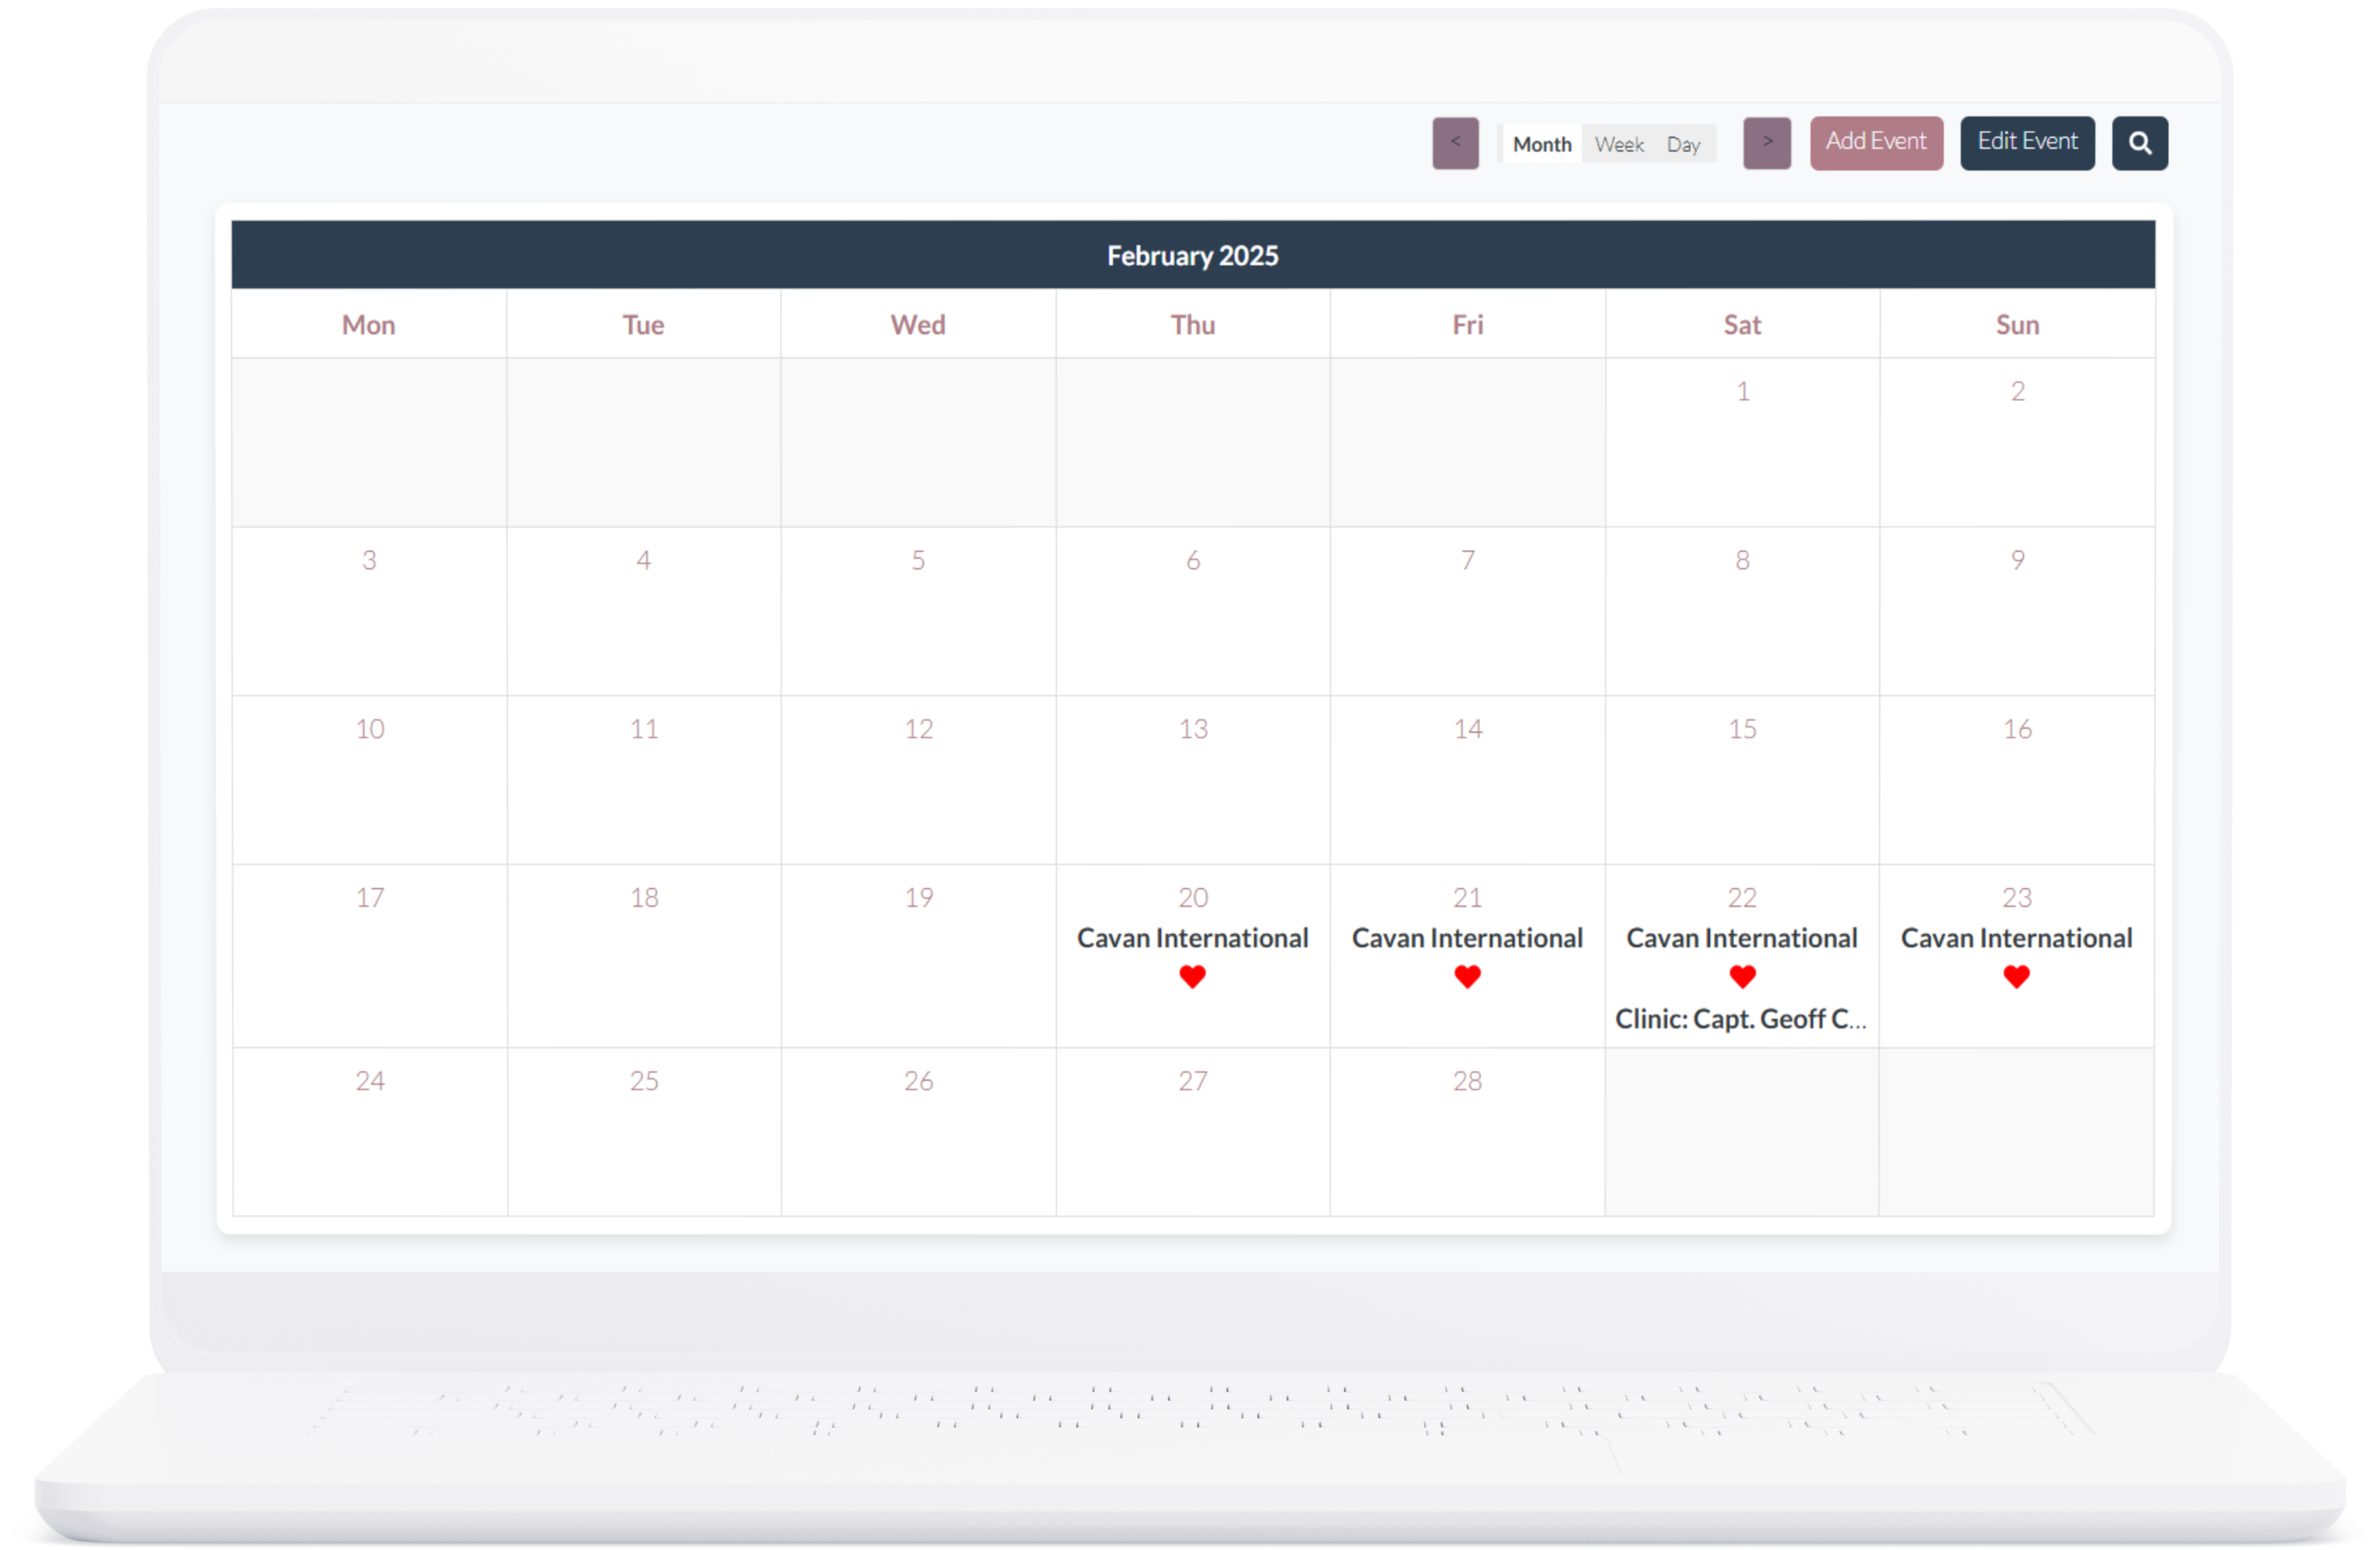 < Month Week Day > Add Event Edit Event
February 2025
Mon Tue Wed Thu Fri Sat Sun
1 2
3 4 5 6 7 8 9
10 11 12 13 14 15 16
17 18 19 20 21 22 23
Cavan International Cavan International Cavan International Cavan International
Clinic: Capt. Geoff C...
24 25 26 27 28